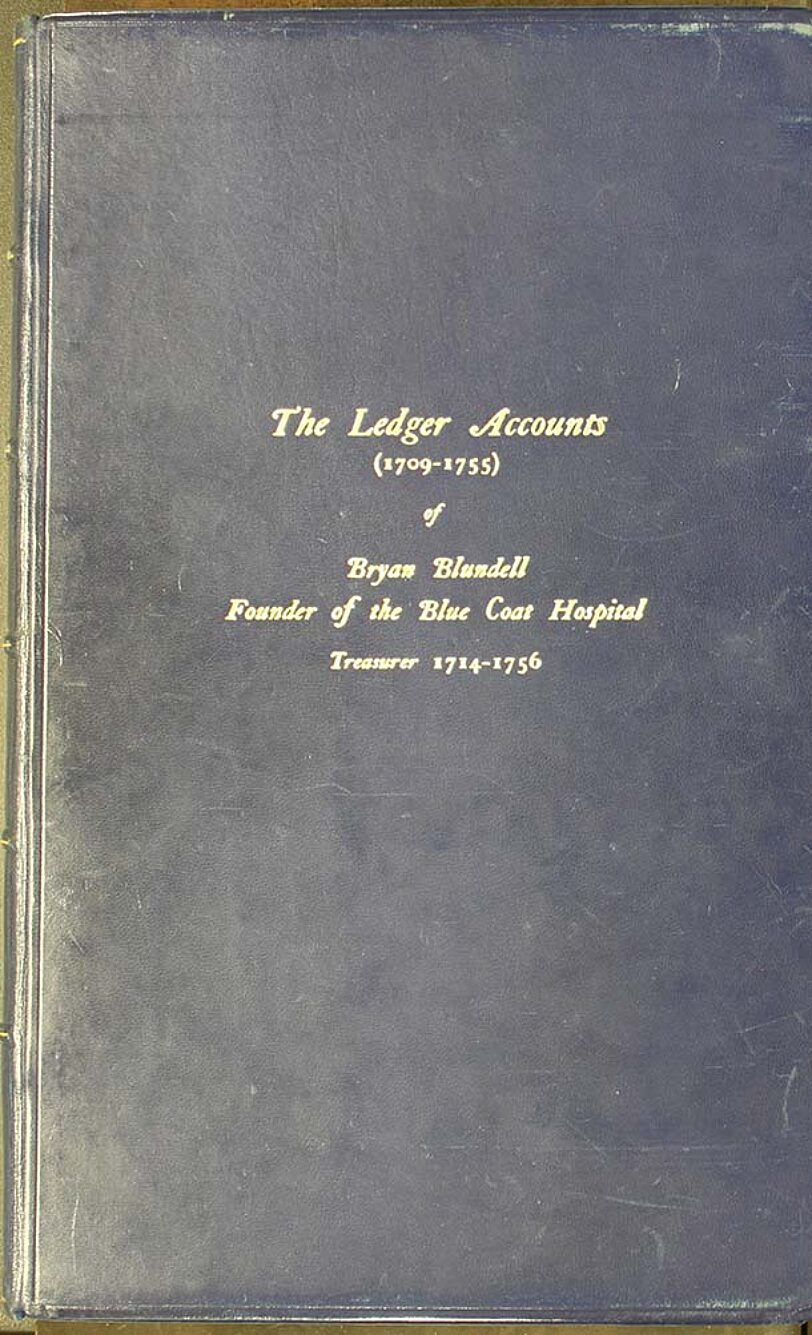 The Ledger Accounts
(1709-1755)
of
Bryan Blundell
Founder of the Blue Coat Hospital
Treasurer 1714-1756